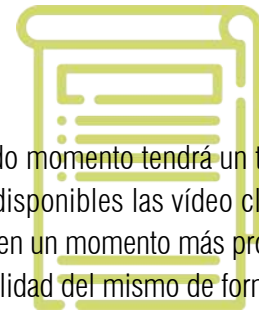 do momento tendrá un t
disponibles las vídeo cl
en un momento más pro
lidad del mismo de forn